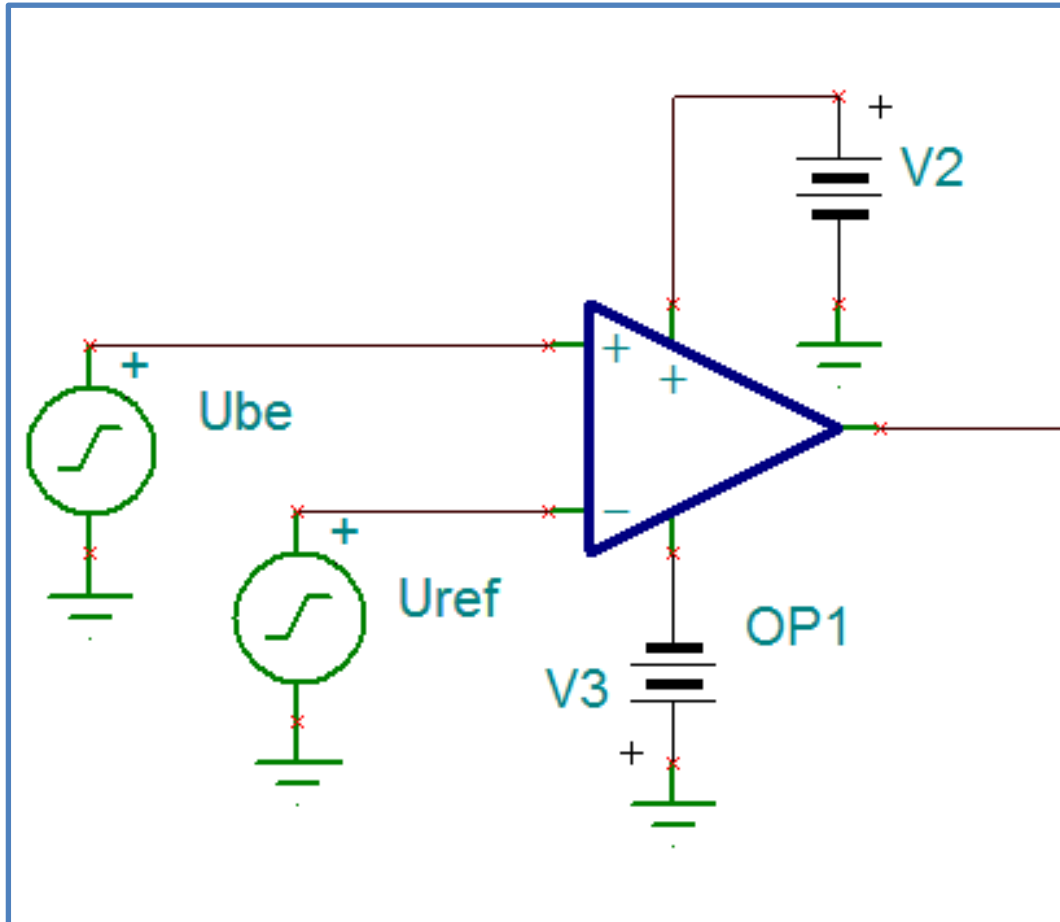 +
V2
+
+
+
Ube
+
−
Uref
OP1
V3
+